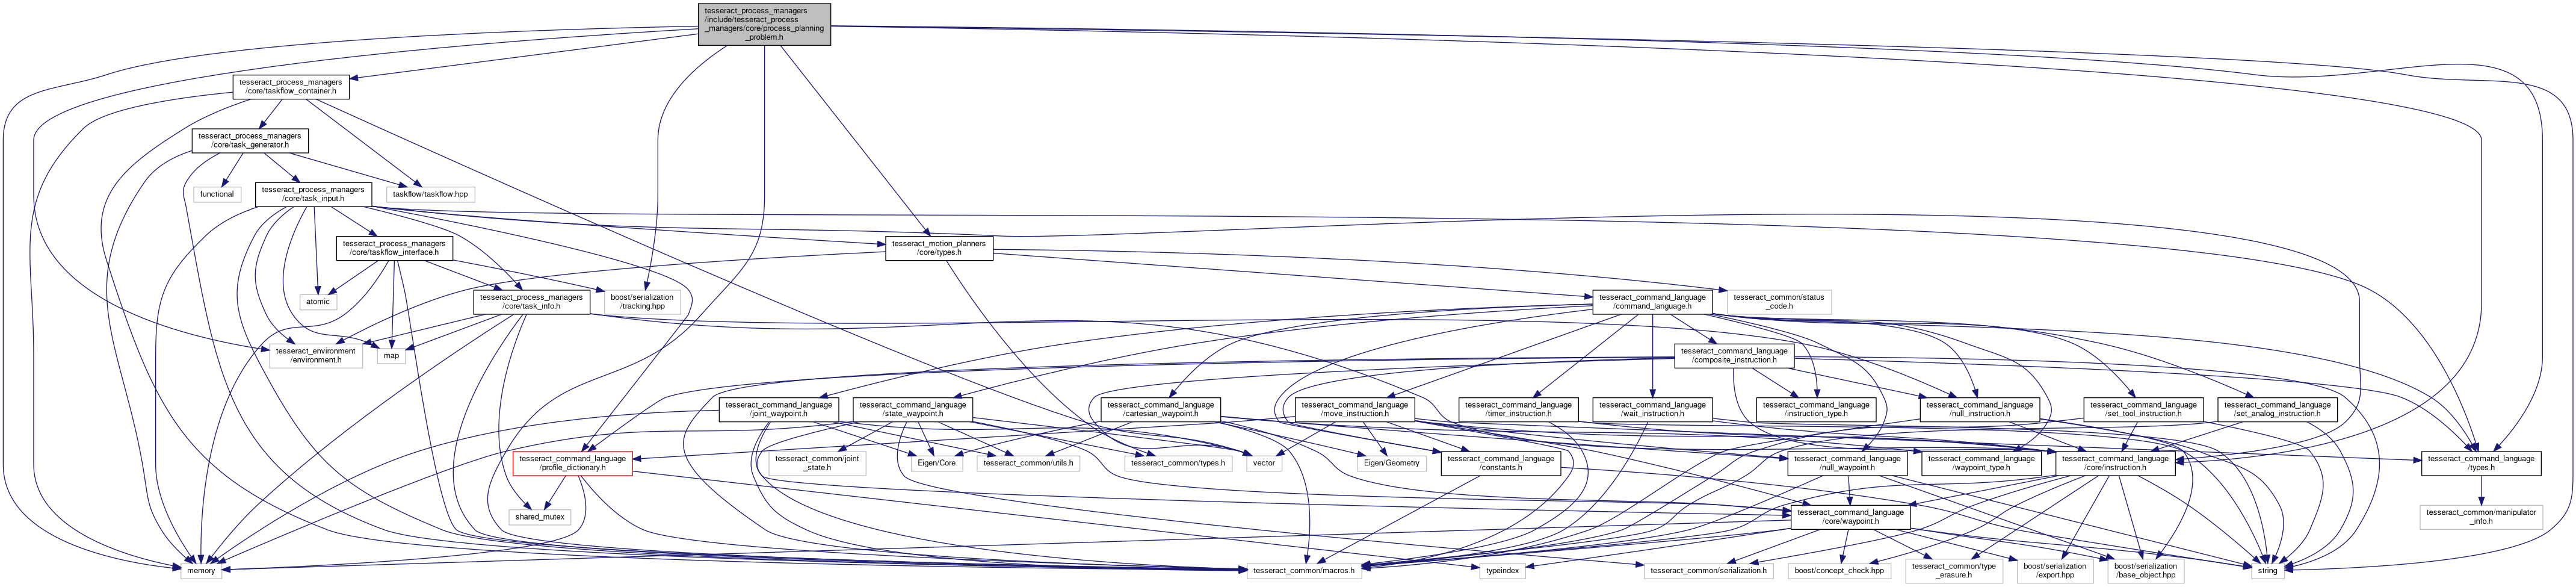 tesseract_process_managers
/include/tesseract_process
_managers/core/process_planning
_problem.h
tesseract_process_managers
/core/taskflow_container.h
tesseract_process_managers
/core/task_generator.h
functional
taskflow/taskflow.hpp
tesseract_process_managers
/core/task_input.h
tesseract_process_managers
/core/taskflow_interface.h
tesseract_motion_planners
/core/types.h
atomic
tesseract_process_managers
/core/task_info.h
boost/serialization
/tracking.hpp
tesseract_command_language
/command_language.h
tesseract_common/status
_code.h
tesseract_environment
/environment.h
map
tesseract_command_language
/composite_instruction.h
tesseract_command_language
/joint_waypoint.h
tesseract_command_language
/state_waypoint.h
tesseract_command_language
/cartesian_waypoint.h
tesseract_command_language
/move_instruction.h
tesseract_command_language
/timer_instruction.h
tesseract_command_language
/wait_instruction.h
tesseract_command_language
/instruction_type.h
tesseract_command_language
/null_instruction.h
tesseract_command_language
/set_tool_instruction.h
tesseract_command_language
/set_analog_instruction.h
tesseract_command_language
/profile_dictionary.h
tesseract_common/joint
_state.h
Eigen/Core
tesseract_common/utils.h
tesseract_common/types.h
vector
Eigen/Geometry
tesseract_command_language
/constants.h
tesseract_command_language
/null_waypoint.h
tesseract_command_language
/waypoint_type.h
tesseract_command_language
/core/instruction.h
tesseract_command_language
/types.h
shared_mutex
tesseract_command_language
/core/waypoint.h
tesseract_common/manipulator
_info.h
memory
tesseract_common/macros.h
typeindex
tesseract_common/serialization.h
boost/concept_check.hpp
tesseract_common/type
_erasure.h
boost/serialization
/export.hpp
boost/serialization
/base_object.hpp
string